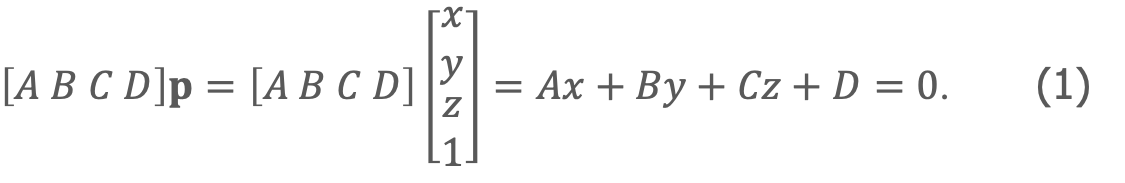 [A B C D]𝐩 = [A B C D] [x y z 1] = Ax + By + Cz + D = 0. (1)